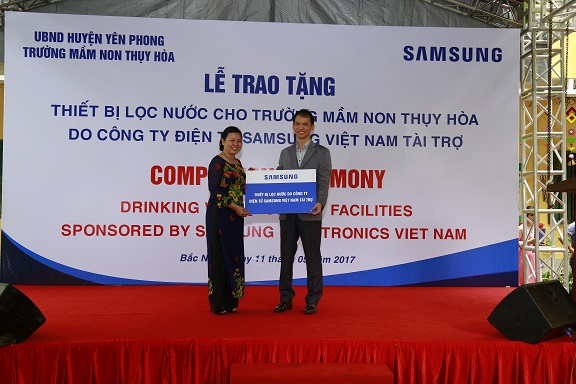 UBND HUYỆN YÊN PHONG
TRƯỜNG MẦM NON THỤY HÒA
SAMSUNG
LỄ TRAO TẶNG
THIẾT BỊ LỌC NƯỚC CHO TRƯỜNG MẦM NON THỤY HÒA
DO CÔNG TY ĐIỆN TỬ SAMSUNG VIỆT NAM TÀI TRỢ
COMP MONY
DRINKING W FACILITIES
SPONSORED BY SA TRONICS VIET NAM
Bắc N 11 05 2017
SAMSUNG
THIẾT BỊ LỌC NƯỚC DO CÔNG TY
ĐIỆN TỬ SAMSUNG VIỆT NAM TÀI TRỢ